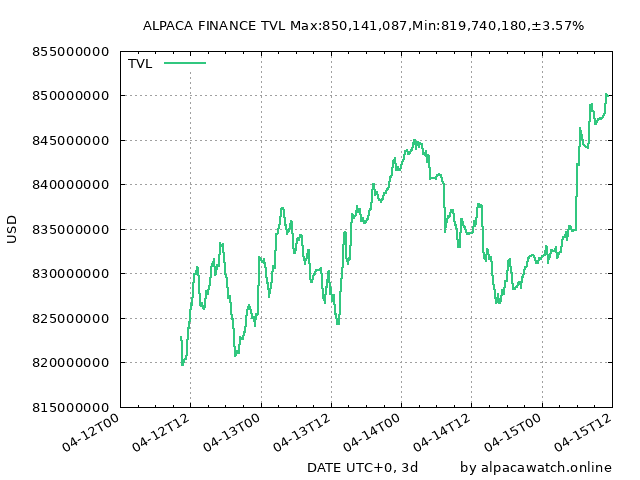 ALPACA FINANCE TVL Max:850,141,087,Min:819,740,180,±3.57%
TVL
855000000
850000000
845000000
840000000
835000000
830000000
825000000
820000000
815000000
USD
04-12T00
04-12T12
04-13T00
04-13T12
04-14T00
04-14T12
04-15T00
04-15T12
DATE UTC+0, 3d
by alpacawatch.online